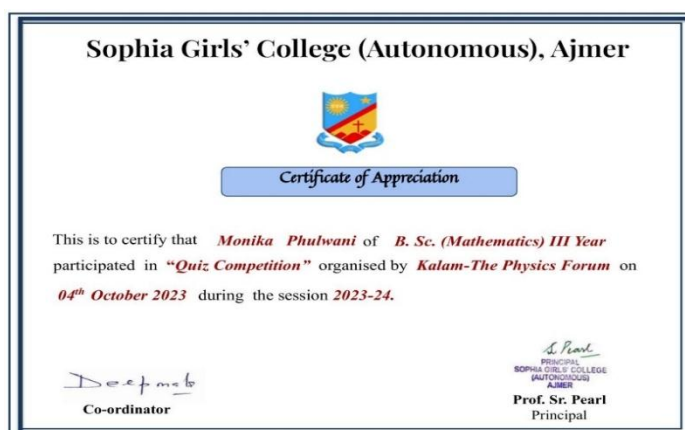 Sophia Girls' College (Autonomous), Ajmer
Certificate of Appreciation
This is to certify that Monika Phulwani of B. Sc. (Mathematics) III Year
participated in “Quiz Competition” organised by Kalam-The Physics Forum on
04th October 2023 during the session 2023-24.
Deepmala
Co-ordinator
S. Pearl
PRINCIPAL
SOPHIA GIRLS' COLLEGE
(AUTONOMOUS)
AJMER
Prof. Sr. Pearl
Principal